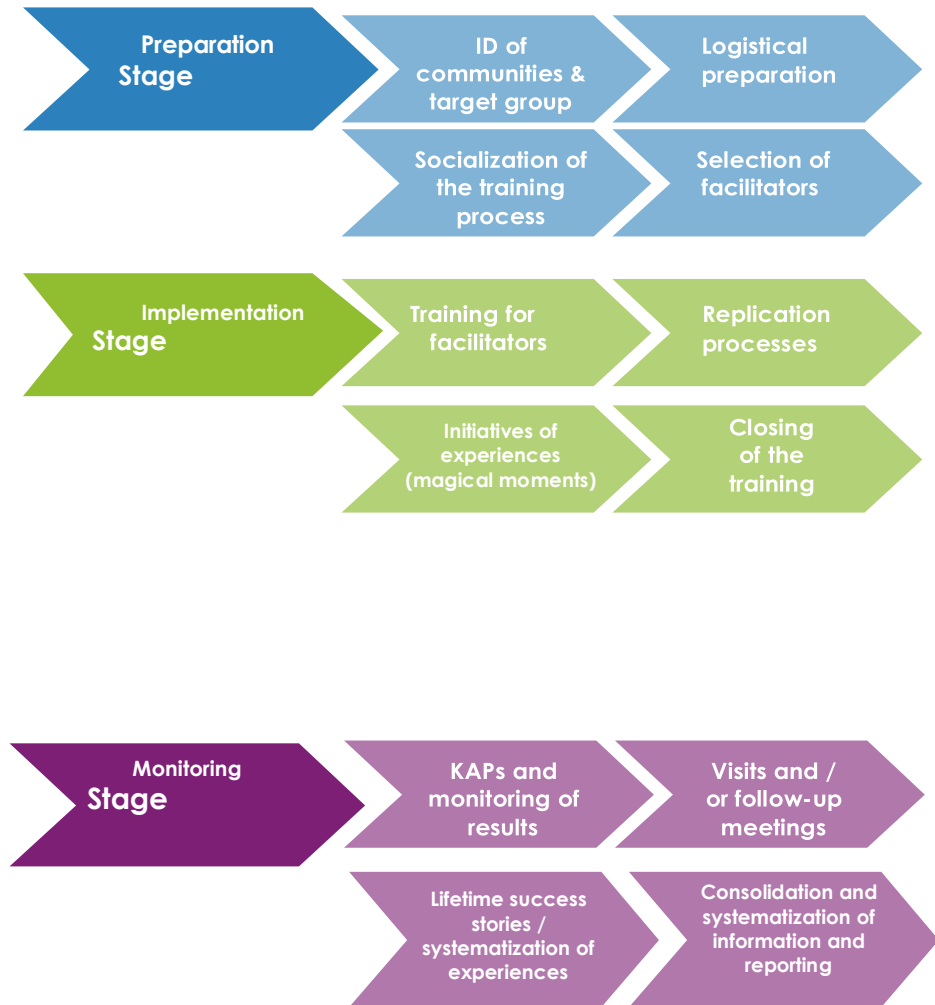 Preparation
Stage
ID of
communities &
target group
Logistical
preparation
Socialization of
the training
process
Selection of
facilitators
Implementation
Stage
Training for
facilitators
Replication
processes
Initiatives of
experiences
(magical moments)
Closing
of the
training
Monitoring
Stage
KAPs and
monitoring of
results
Visits and /
or follow-up
meetings
Lifetime success
stories /
systematization of
experiences
Consolidation and
systematization of
information and
reporting